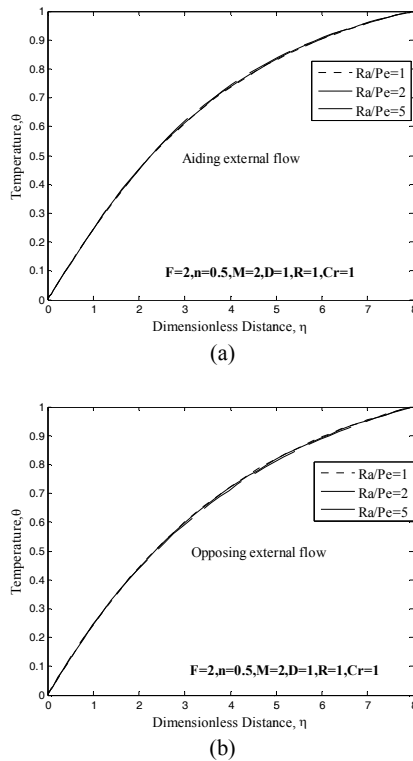 1
0.9
0.8
0.7
0.6
0.5
0.4
0.3
0.2
0.1
0
Temperature,θ
Ra/Pe=1
Ra/Pe=2
Ra/Pe=5
Aiding external flow
F=2,n=0.5,M=2,D=1,R=1,Cr=1
0 1 2 3 4 5 6 7 8
Dimensionless Distance, η
(a)
1
0.9
0.8
0.7
0.6
0.5
0.4
0.3
0.2
0.1
0
Temperature,θ
Ra/Pe=1
Ra/Pe=2
Ra/Pe=5
Opposing external flow
F=2,n=0.5,M=2,D=1,R=1,Cr=1
0 1 2 3 4 5 6 7 8
Dimensionless Distance, η
(b)